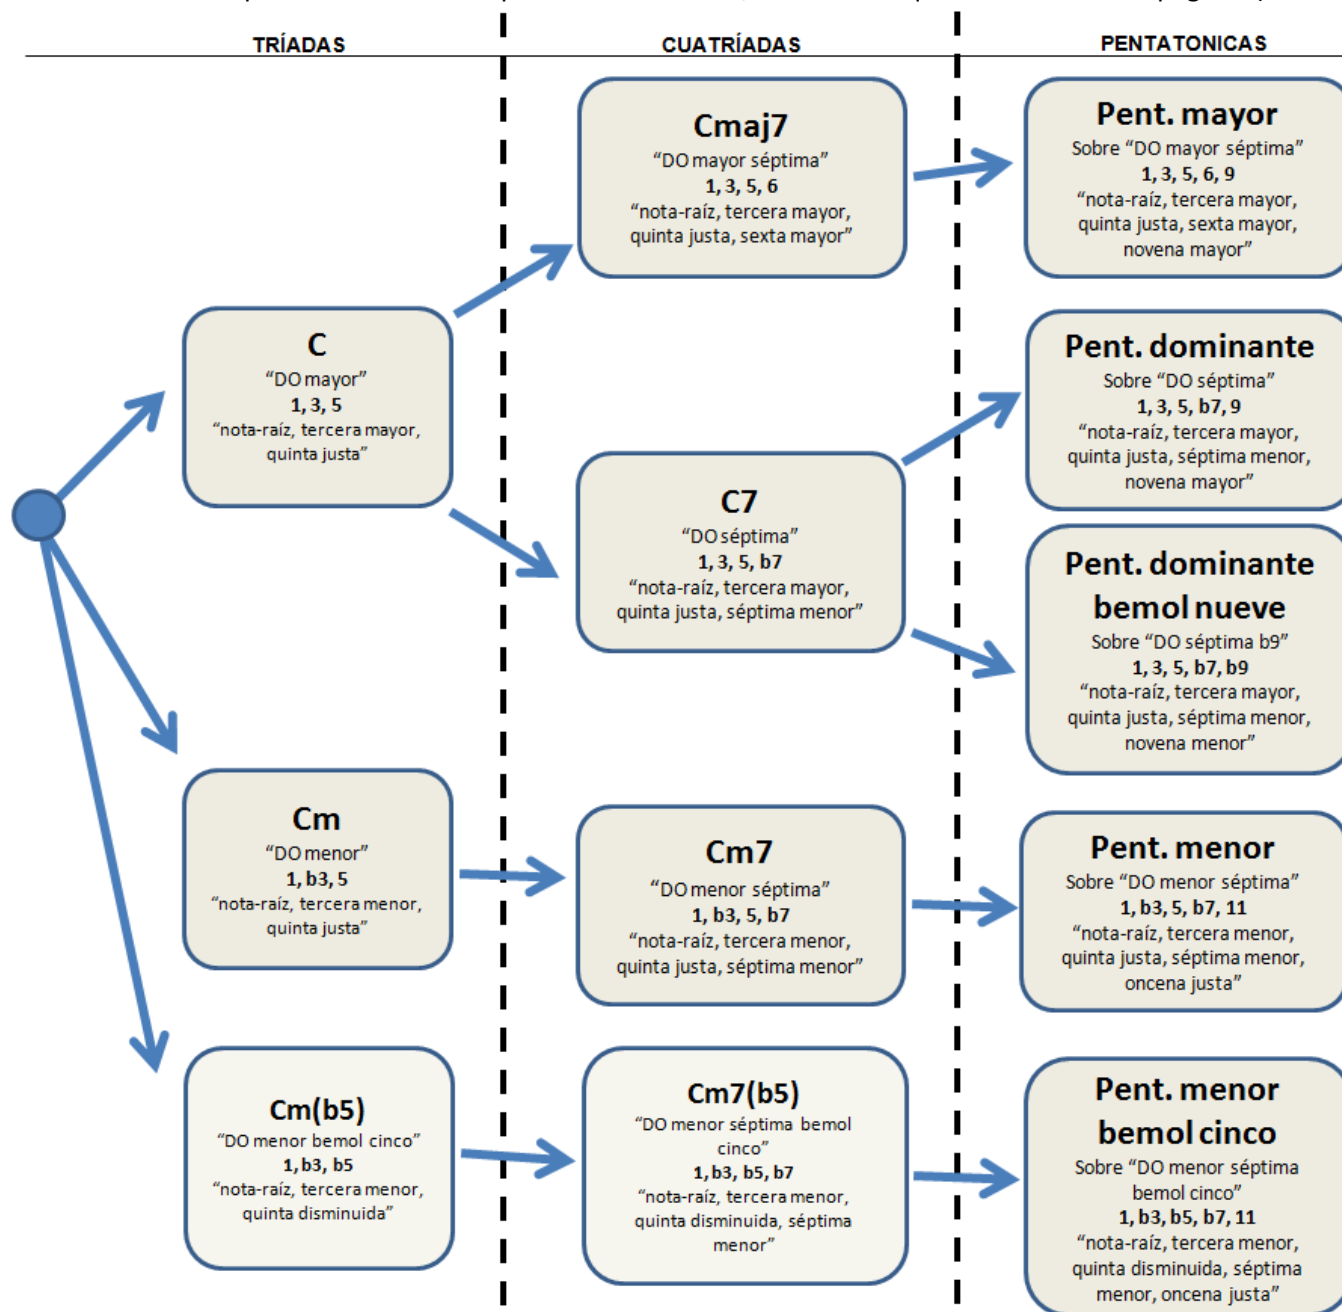 TRÍADAS
CUATRÍADAS
PENTATONICAS
C
“DO mayor”
1, 3, 5
“nota-raíz, tercera mayor,
quinta justa”
Cm
“DO menor”
1, b3, 5
“nota-raíz, tercera menor,
quinta justa”
Cm(b5)
“DO menor bemol cinco”
1, b3, b5
“nota-raíz, tercera menor,
quinta disminuida”
Cmaj7
“DO mayor séptima”
1, 3, 5, 6
“nota-raíz, tercera mayor,
quinta justa, sexta mayor”
C7
“DO séptima”
1, 3, 5, b7
“nota-raíz, tercera mayor,
quinta justa, séptima menor”
Cm7
“DO menor séptima”
1, b3, 5, b7
“nota-raíz, tercera menor,
quinta justa, séptima menor”
Cm7(b5)
“DO menor séptima bemol
cinco”
1, b3, b5, b7
“nota-raíz, tercera menor,
quinta disminuida, séptima
menor”
Pent. mayor
Sobre “DO mayor séptima”
1, 3, 5, 6, 9
“nota-raíz, tercera mayor,
quinta justa, sexta mayor,
novena mayor”
Pent. dominante
Sobre “DO séptima”
1, 3, 5, b7, 9
“nota-raíz, tercera mayor,
quinta justa, séptima menor,
novena mayor”
Pent. dominante
bemol nueve
Sobre “DO séptima b9”
1, 3, 5, b7, b9
“nota-raíz, tercera mayor,
quinta justa, séptima menor,
novena menor”
Pent. menor
Sobre “DO menor séptima”
1, b3, 5, b7, 11
“nota-raíz, tercera menor,
quinta justa, séptima menor,
oncena justa”
Pent. menor
bemol cinco
Sobre “DO menor séptima
bemol cinco”
1, b3, b5, b7, 11
“nota-raíz, tercera menor,
quinta disminuida, séptima
menor, oncena justa”